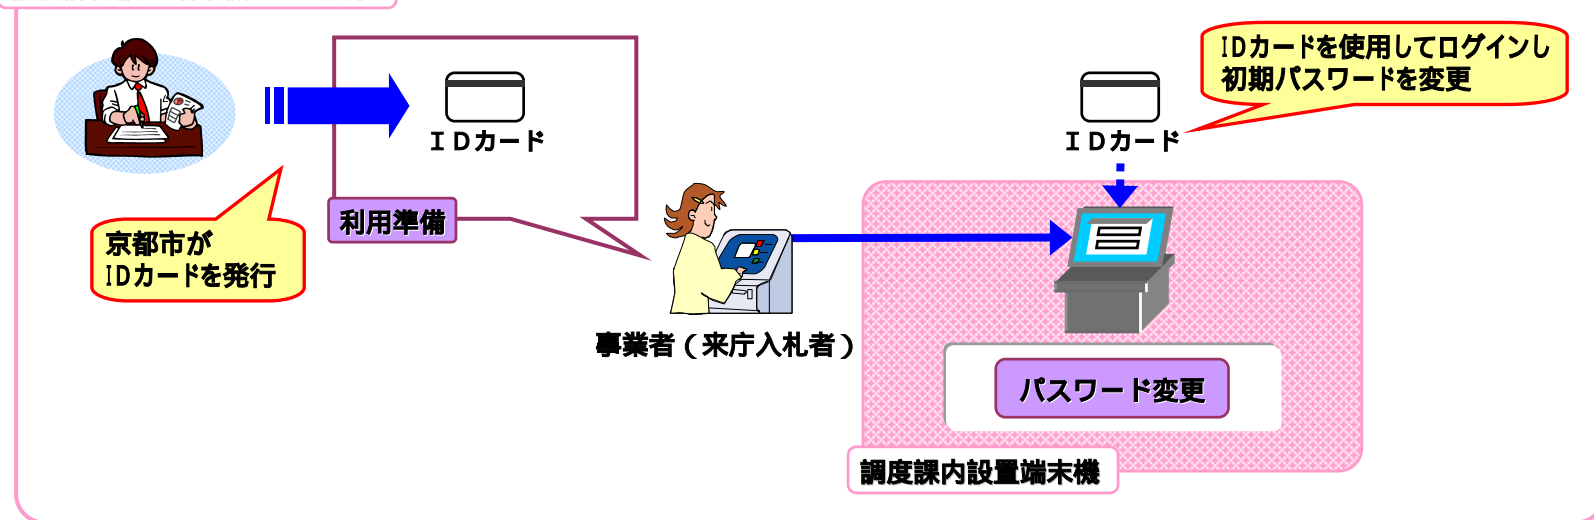 IDカードを使用してログインし
初期パスワードを変更
IDカード
IDカード
京都市が
IDカードを発行
利用準備
事業者(来庁入札者)
パスワード変更
調度課内設置端末機